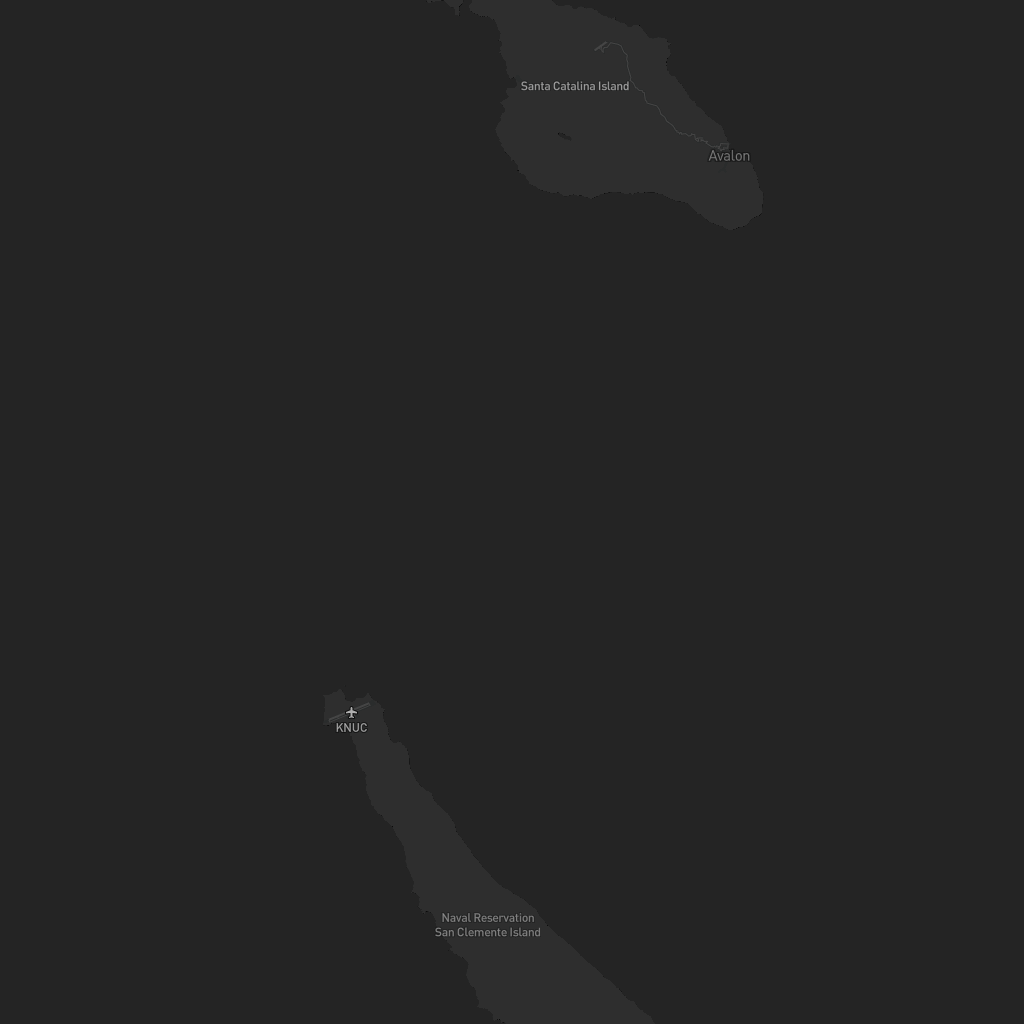 Santa Catalina Island
Avalon
KNUC
Naval Reservation
San Clemente Island